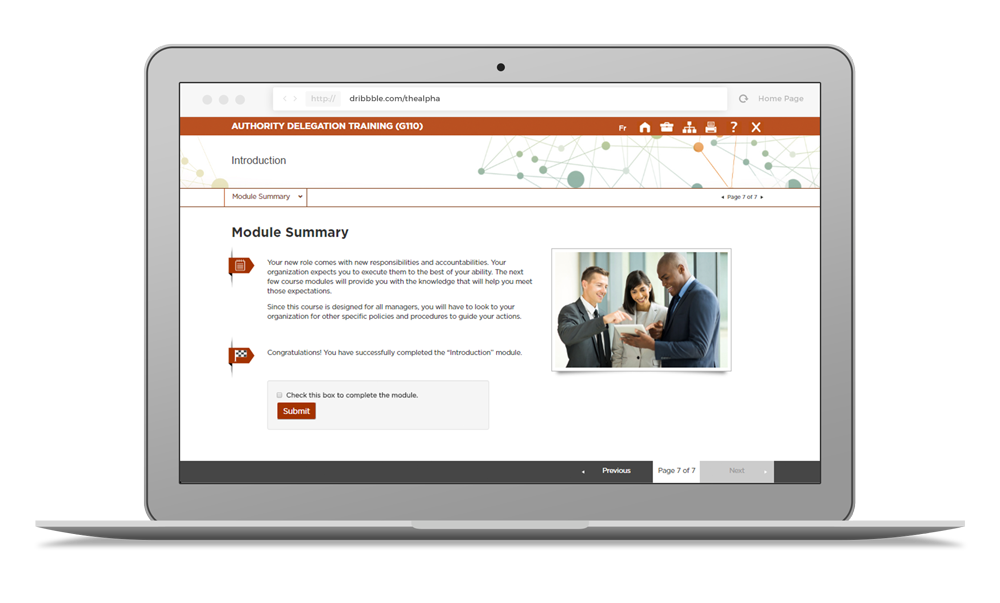 http:// dribbble.com/thealpha Home Page
AUTHORITY DELEGATION TRAINING (G110) Fr ?
Introduction
Module Summary Page 7 of 7
Module Summary
Your new role comes with new responsibilities and accountabilities. Your
organization expects you to execute them to the best of your ability. The next
few course modules will provide you with the knowledge that will help you meet
those expectations.
Since this course is designed for all managers, you will have to look to your
organization for other specific policies and procedures to guide your actions.
Congratulations! You have successfully completed the “Introduction” module.
Check this box to complete the module.
Submit
Previous Page 7 of 7 Next